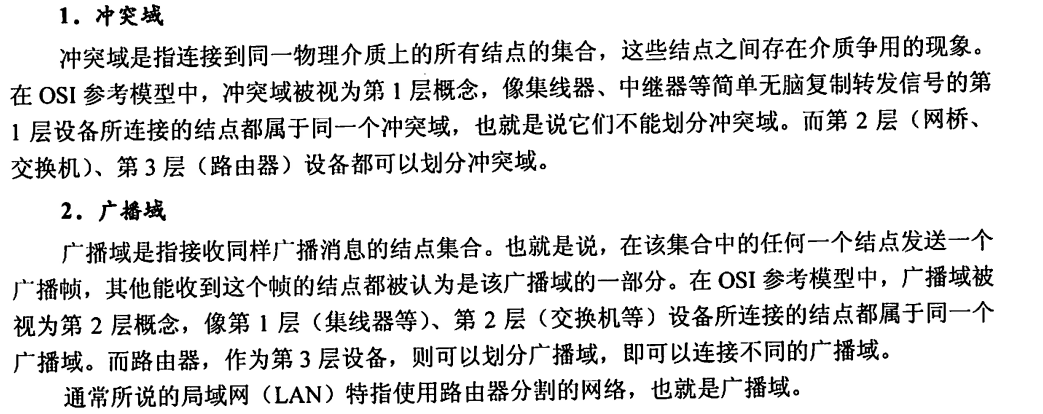 1．冲突域
冲突域是指连接到同一物理介质上的所有结点的集合，这些结点之间存在介质争用的现象。
在 OSI 参考模型中，冲突域被视为第 1 层概念，像集线器、中继器等简单无脑复制转发信号的第
1 层设备所连接的结点都属于同一个冲突域，也就是说它们不能划分冲突域。而第 2 层（网桥、
交换机）、第 3 层（路由器）设备都可以划分冲突域。
2．广播域
广播域是指接收同样广播消息的结点集合。也就是说，在该集合中的任何一个结点发送一个
广播帧，其他能收到这个帧的结点都被认为是该广播域的一部分。在 OSI 参考模型中，广播域被
视为第 2 层概念，像第 1 层（集线器等）、第 2 层（交换机等）设备所连接的结点都属于同一个
广播域。而路由器，作为第 3 层设备，则可以划分广播域，即可以连接不同的广播域。
通常所说的局域网（LAN）特指使用路由器分割的网络，也就是广播域。